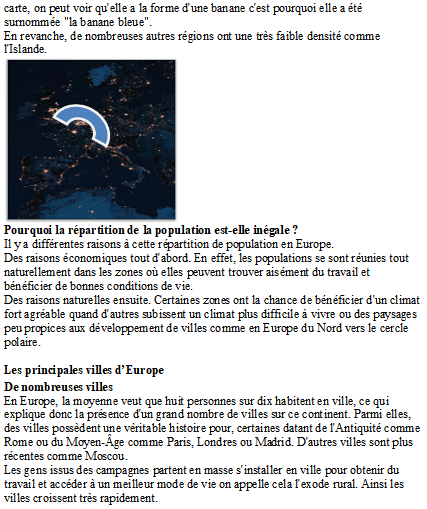 carte, on peut voir qu'elle a la forme d'une banane c'est pourquoi elle a été
surnommée "la banane bleue".
En revanche, de nombreuses autres régions ont une très faible densité comme
l'Islande.
Pourquoi la répartition de la population est-elle inégale ?
Il y a différentes raisons à cette répartition de population en Europe.
Des raisons économiques tout d'abord. En effet, les populations se sont réunies tout
naturellement dans les zones où elles peuvent trouver aisément du travail et
bénéficier de bonnes conditions de vie.
Des raisons naturelles ensuite. Certaines zones ont la chance de bénéficier d'un climat
fort agréable quand d'autres subissent un climat plus difficile à vivre ou des paysages
peu propices aux développement de villes comme en Europe du Nord vers le cercle
polaire.
Les principales villes d'Europe
De nombreuses villes
En Europe, la moyenne veut que huit personnes sur dix habitent en ville, ce qui
explique donc la présence d'un grand nombre de villes sur ce continent. Parmi elles,
des villes possèdent une véritable histoire pour, certaines datant de l'Antiquité comme
Rome ou du Moyen-Âge comme Paris, Londres ou Madrid. D'autres villes sont plus
récentes comme Moscou.
Les gens issus des campagnes partent en masse s'installer en ville pour obtenir du
travail et accéder à un meilleur mode de vie on appelle cela l'exode rural. Ainsi les
villes croissent très rapidement.